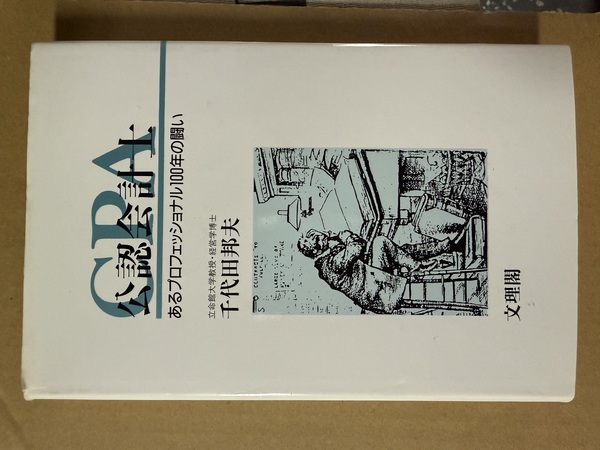 CPA
公認会計士
あるプロフェッショナル100年の闘い
立命館大学教授・経営学博士
千代田邦夫
文理閣